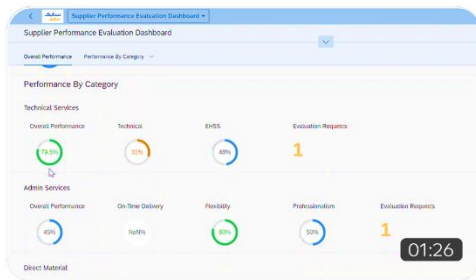 Supplier Performance Evaluation Dashboard
Supplier Performance Evaluation Dashboard
Overall Performance Performance By Category
Performance By Category
Technical Services
Overall Performance Technical EHSS Evaluation Requests
79.5% 31% 48% 1
Admin Services
Overall Performance On-Time Delivery Flexibility Professionalism Evaluation Requests
45% NaN% 80% 50% 1
01:26
Direct Material